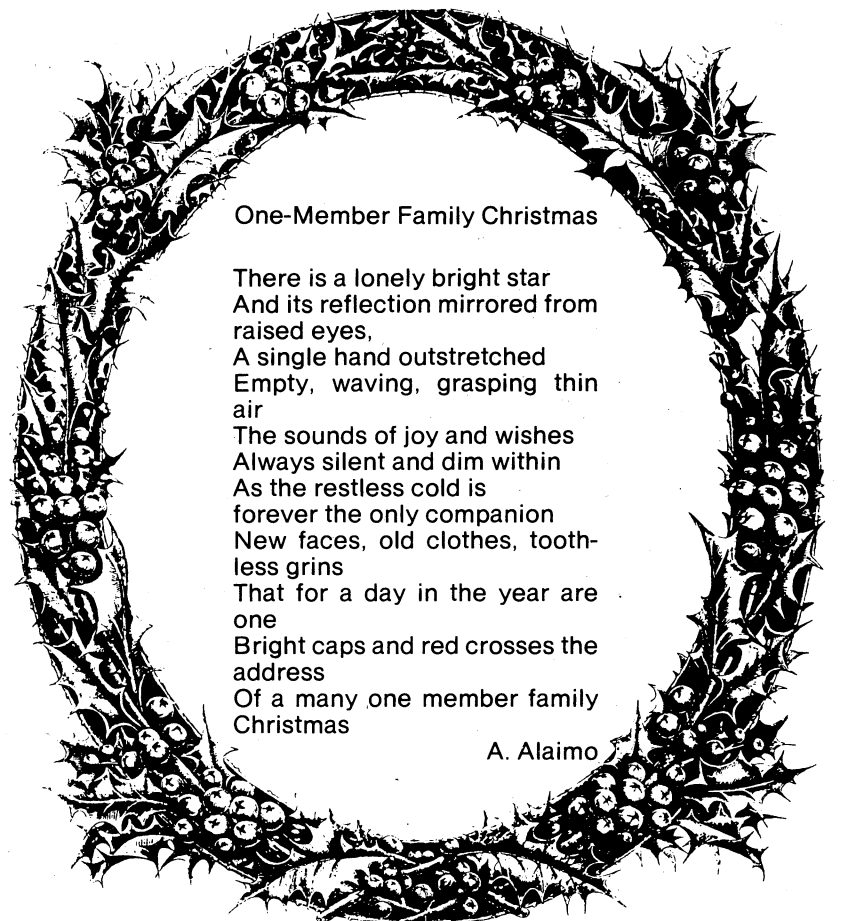 One-Member Family Christmas
There is a lonely bright star
And its reflection mirrored from
raised eyes,
A single hand outstretched
Empty, waving, grasping thin
air
The sounds of joy and wishes
Always silent and dim within
As the restless cold is
forever the only companion
New faces, old clothes, tooth-
less grins
That for a day in the year are
one
Bright caps and red crosses the
address
Of a many one member family
Christmas
A. Alaimo